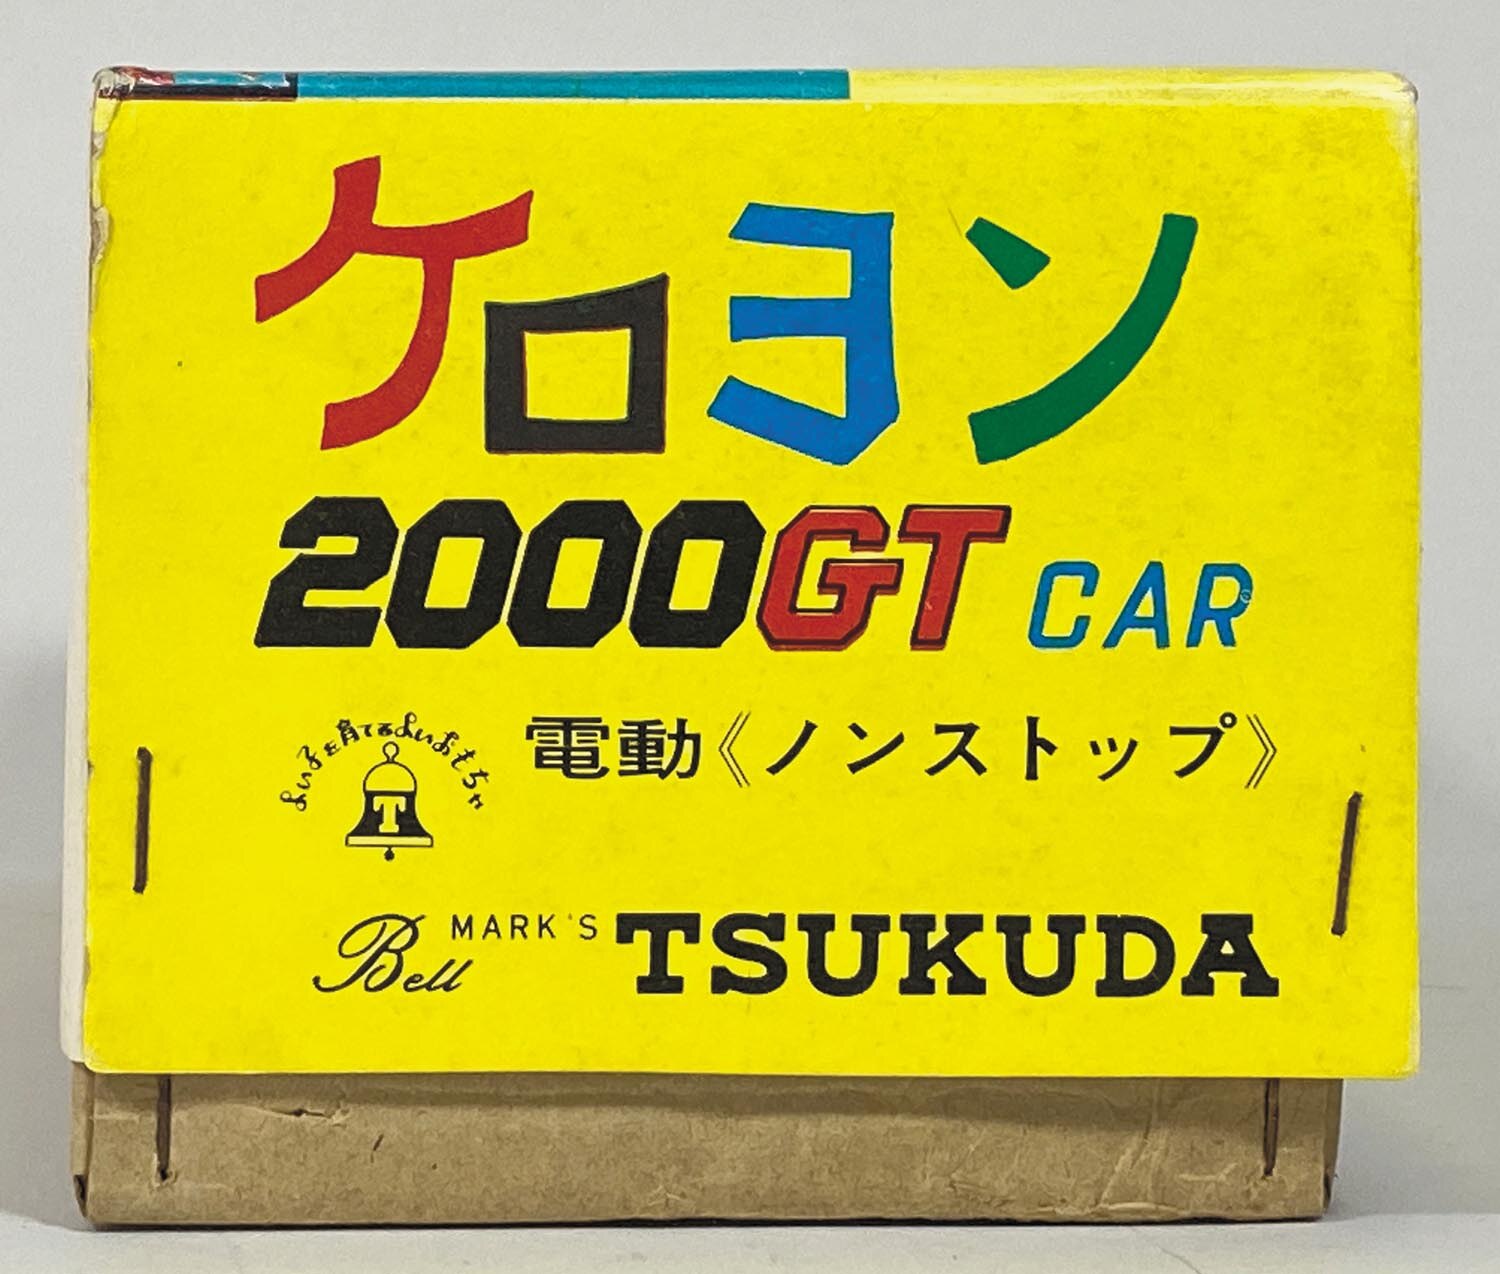 ケロヨン
2000GT CAR
よい子を育てるよいおもちゃ
電動《ノンストップ》
T
Bell MARK'S TSUKUDA